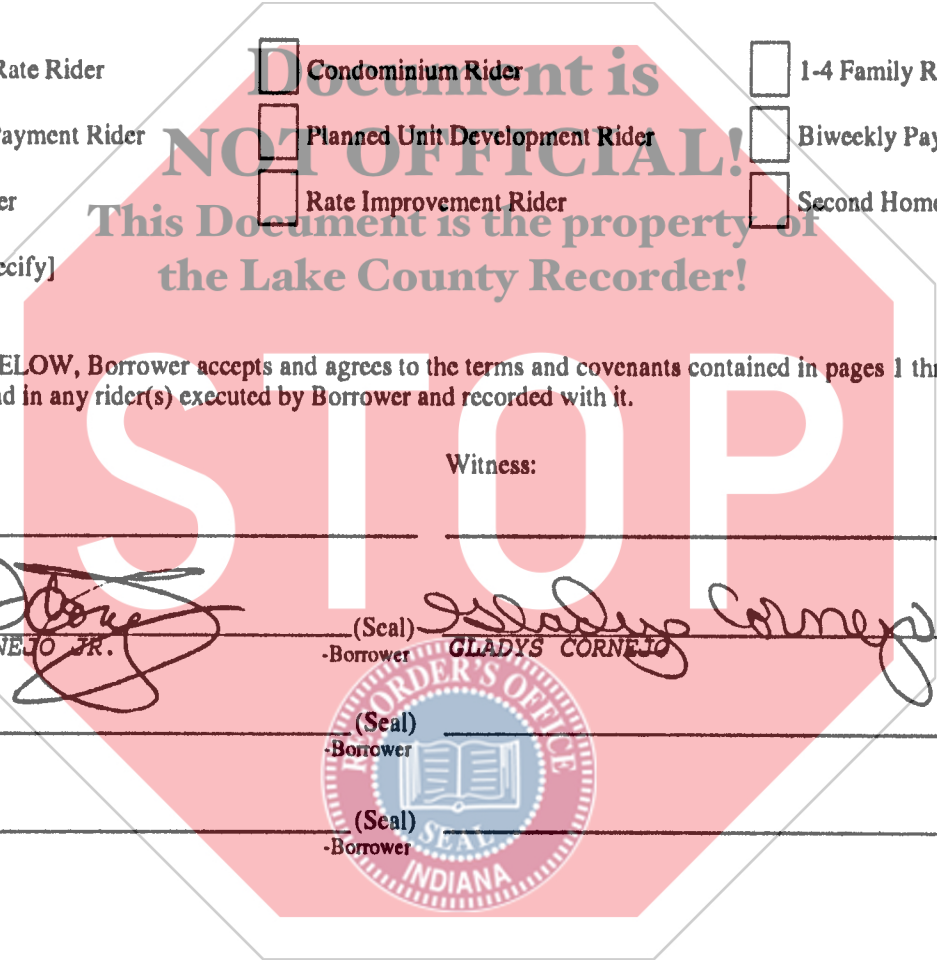 Document is
NOT OFFICIAL!
This Document is the property of
the Lake County Recorder!
STOP
Rate Rider Condominium Rider 1-4 Family R
Payment Rider Planned Unit Development Rider Biweekly Pay
er Rate Improvement Rider Second Home
ecify]
ELOW, Borrower accepts and agrees to the terms and covenants contained in pages 1 thr
d in any rider(s) executed by Borrower and recorded with it.
Witness:
(Seal) Gladys Cornejo
NEJO JR. -Borrower GLADYS CORNEJO
(Seal)
-Borrower
(Seal)
-Borrower
RECORDER'S OFFICE
SEAL
INDIANA